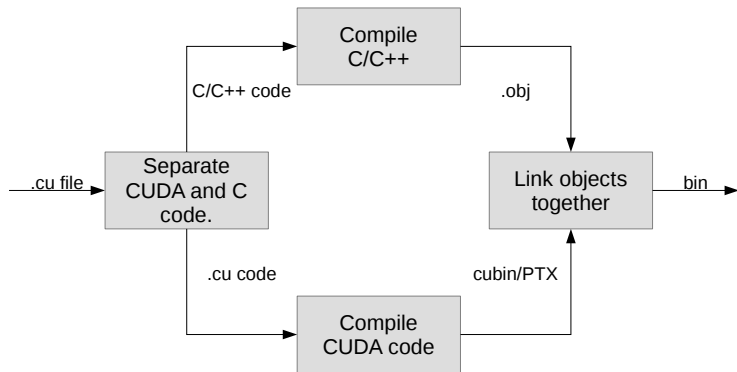 Compile
C/C++
C/C++ code
.obj
.cu file
Separate
CUDA and C
code.
Link objects
together
bin
.cu code
cubin/PTX
Compile
CUDA code